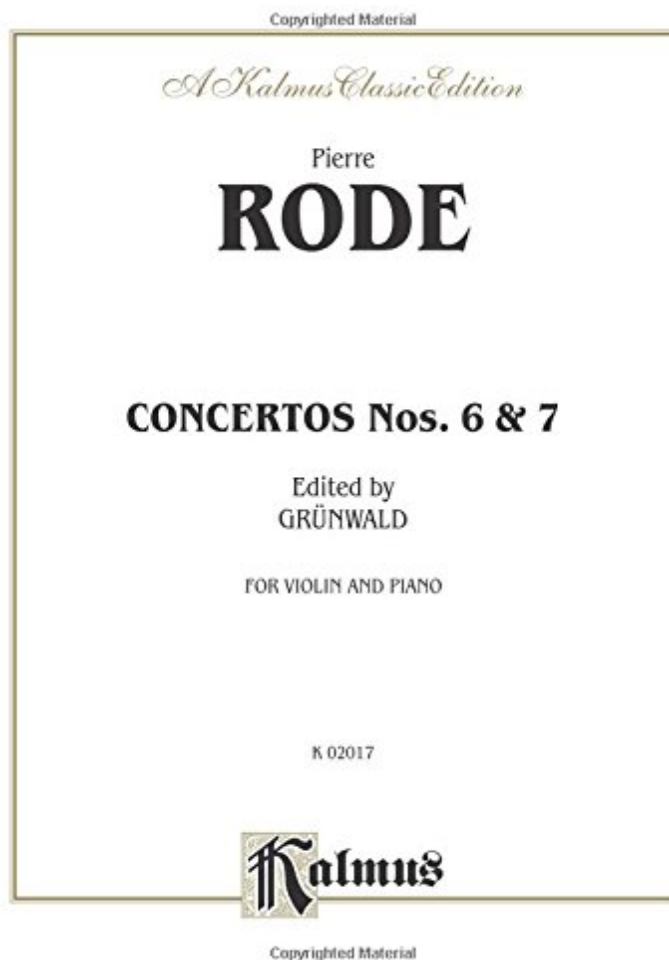 Copyrighted Material
A Kalmus Classic Edition
Pierre
RODE
CONCERTOS Nos. 6 & 7
Edited by
GRÜNWALD
FOR VIOLIN AND PIANO
K 02017
Kalmus
Copyrighted Material